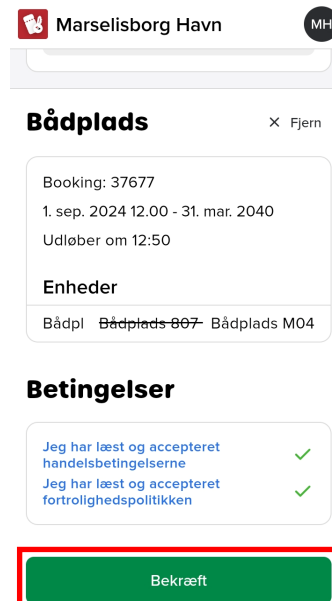 Marselisborg Havn
MH
Bådplads
× Fjern
Booking: 37677
1. sep. 2024 12.00 - 31. mar. 2040
Udløber om 12:50
Enheder
Bådpl Bådplads 807 Bådplads M04
Betingelser
Jeg har læst og accepteret
handelsbetingelserne
Jeg har læst og accepteret
fortrolighedspolitikken
Bekræft